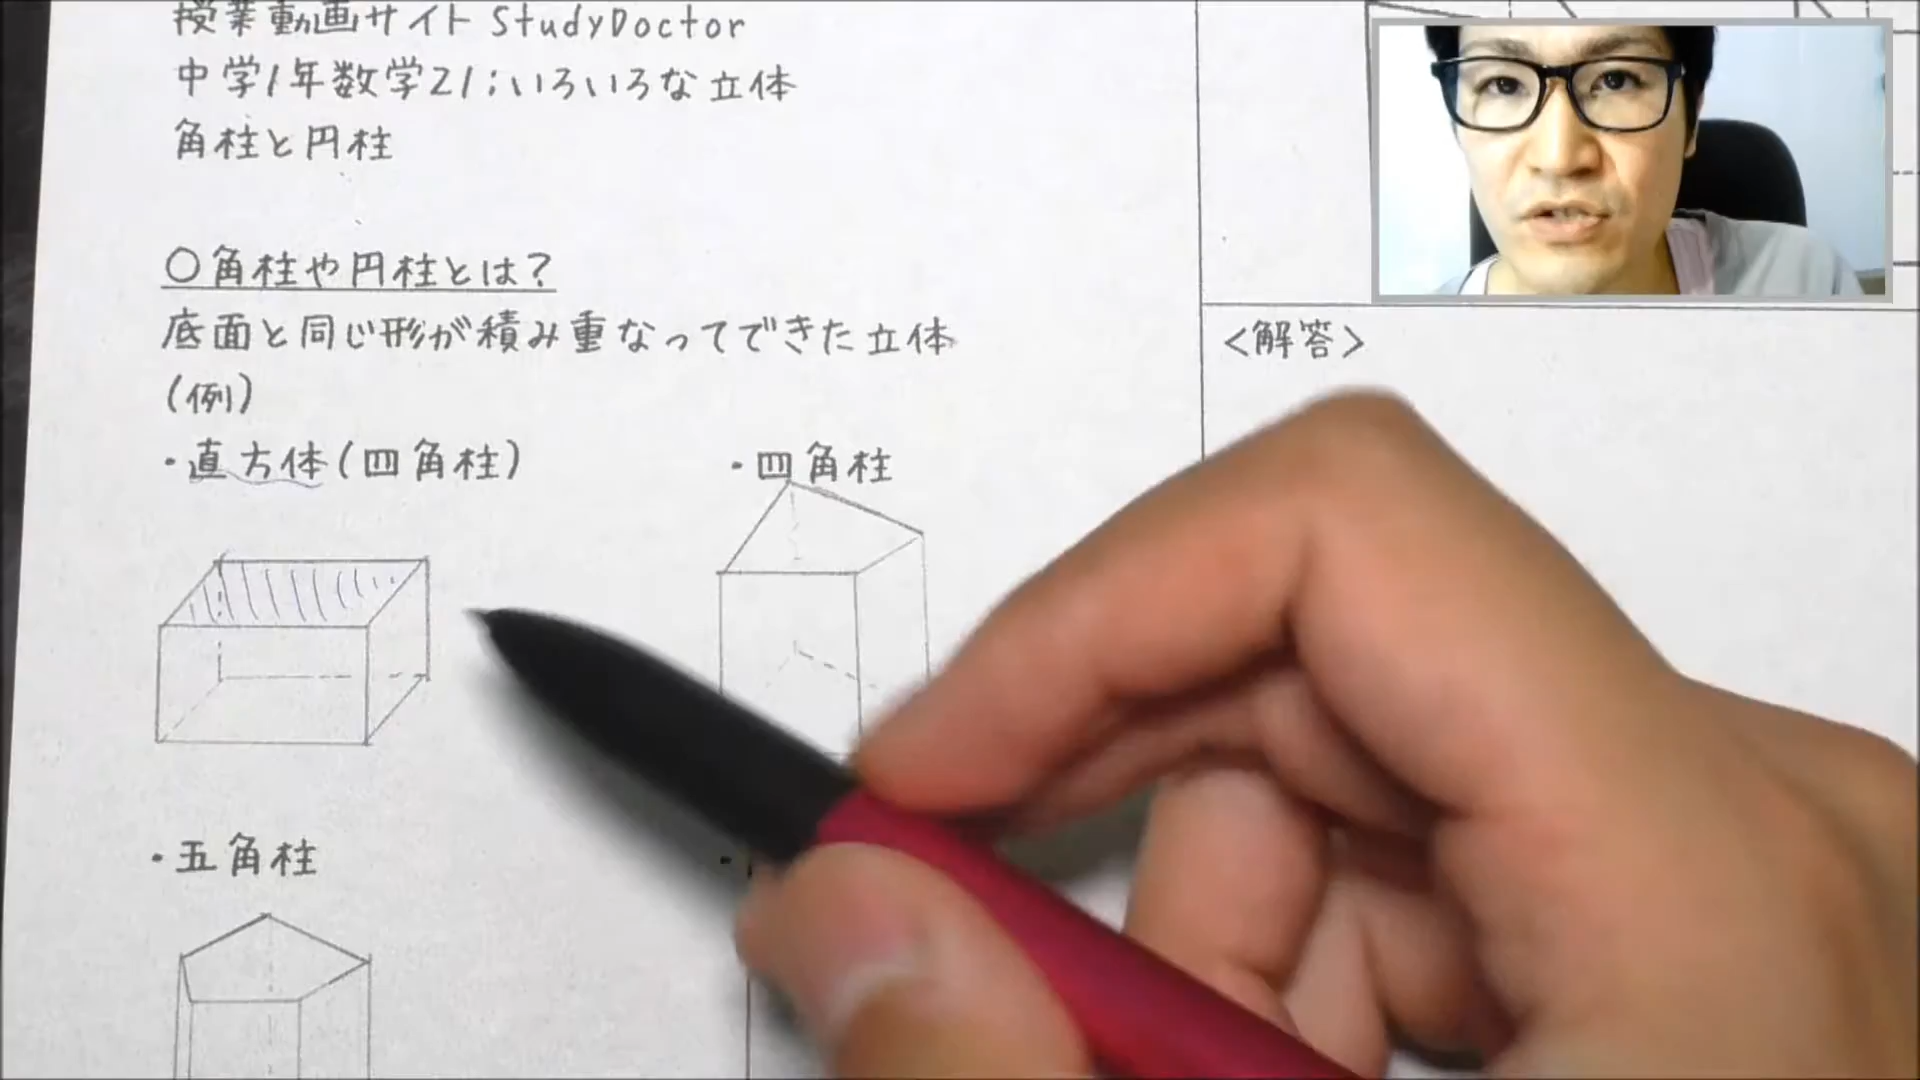 授業動画サイト StudyDoctor
中学1年数学21:いろいろな立体
角柱と円柱
○角柱や円柱とは?
底面と同じ形が積み重なってできた立体
(例)
・直方体(四角柱)
・四角柱
・五角柱
<解答>